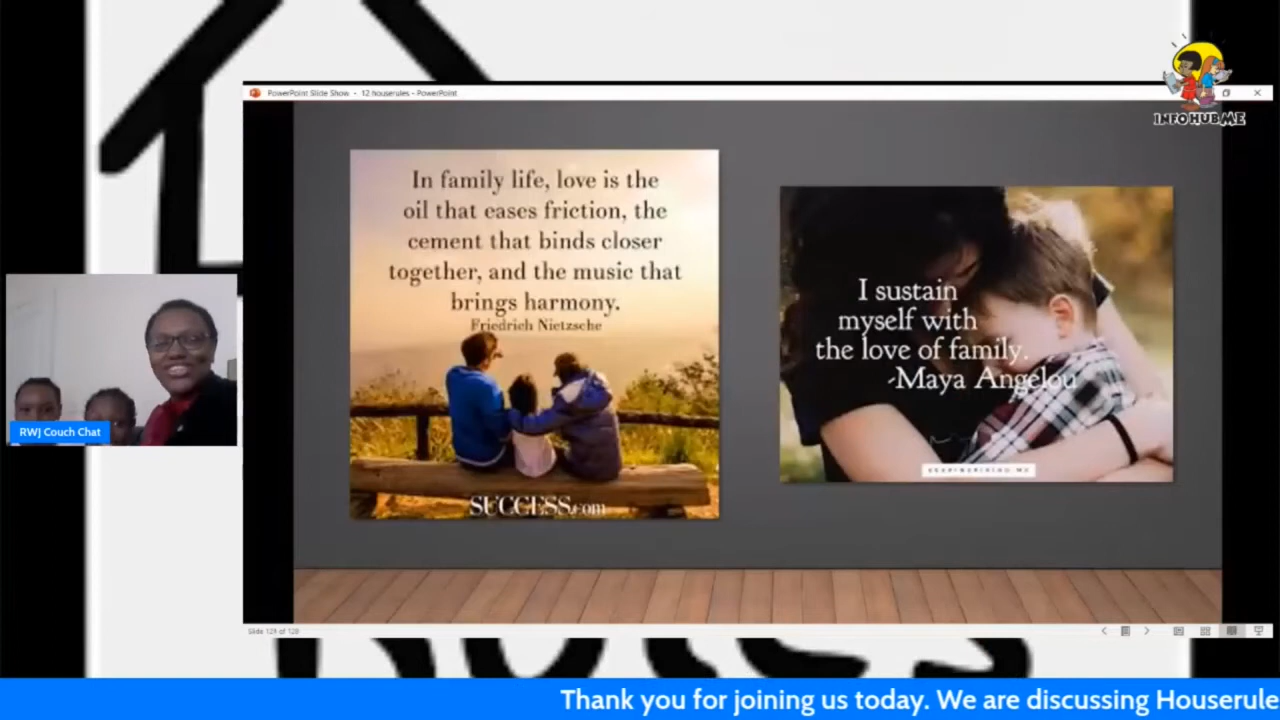 PowerPoint Slide Show - 12 houserules - PowerPoint
INFO HUB ME
In family life, love is the
oil that eases friction, the
cement that binds closer
together, and the music that
brings harmony.
Friedrich Nietzsche
SUCCESS.com
I sustain
myself with
the love of family.
-Maya Angelou
RWJ Couch Chat
Rules
Thank you for joining us today. We are discussing Houserule